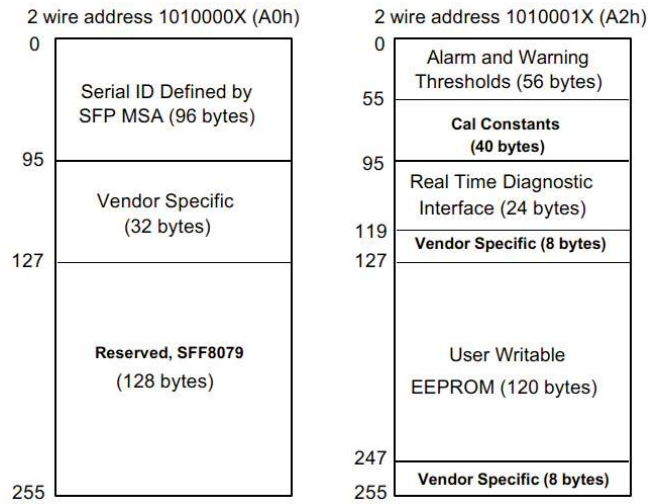 2 wire address 1010000X (A0h)
0
Serial ID Defined by
SFP MSA (96 bytes)
95
Vendor Specific
(32 bytes)
127
Reserved, SFF8079
(128 bytes)
255
2 wire address 1010001X (A2h)
0
Alarm and Warning
Thresholds (56 bytes)
55
Cal Constants
(40 bytes)
95
Real Time Diagnostic
Interface (24 bytes)
119
Vendor Specific (8 bytes)
127
User Writable
EEPROM (120 bytes)
247
Vendor Specific (8 bytes)
255